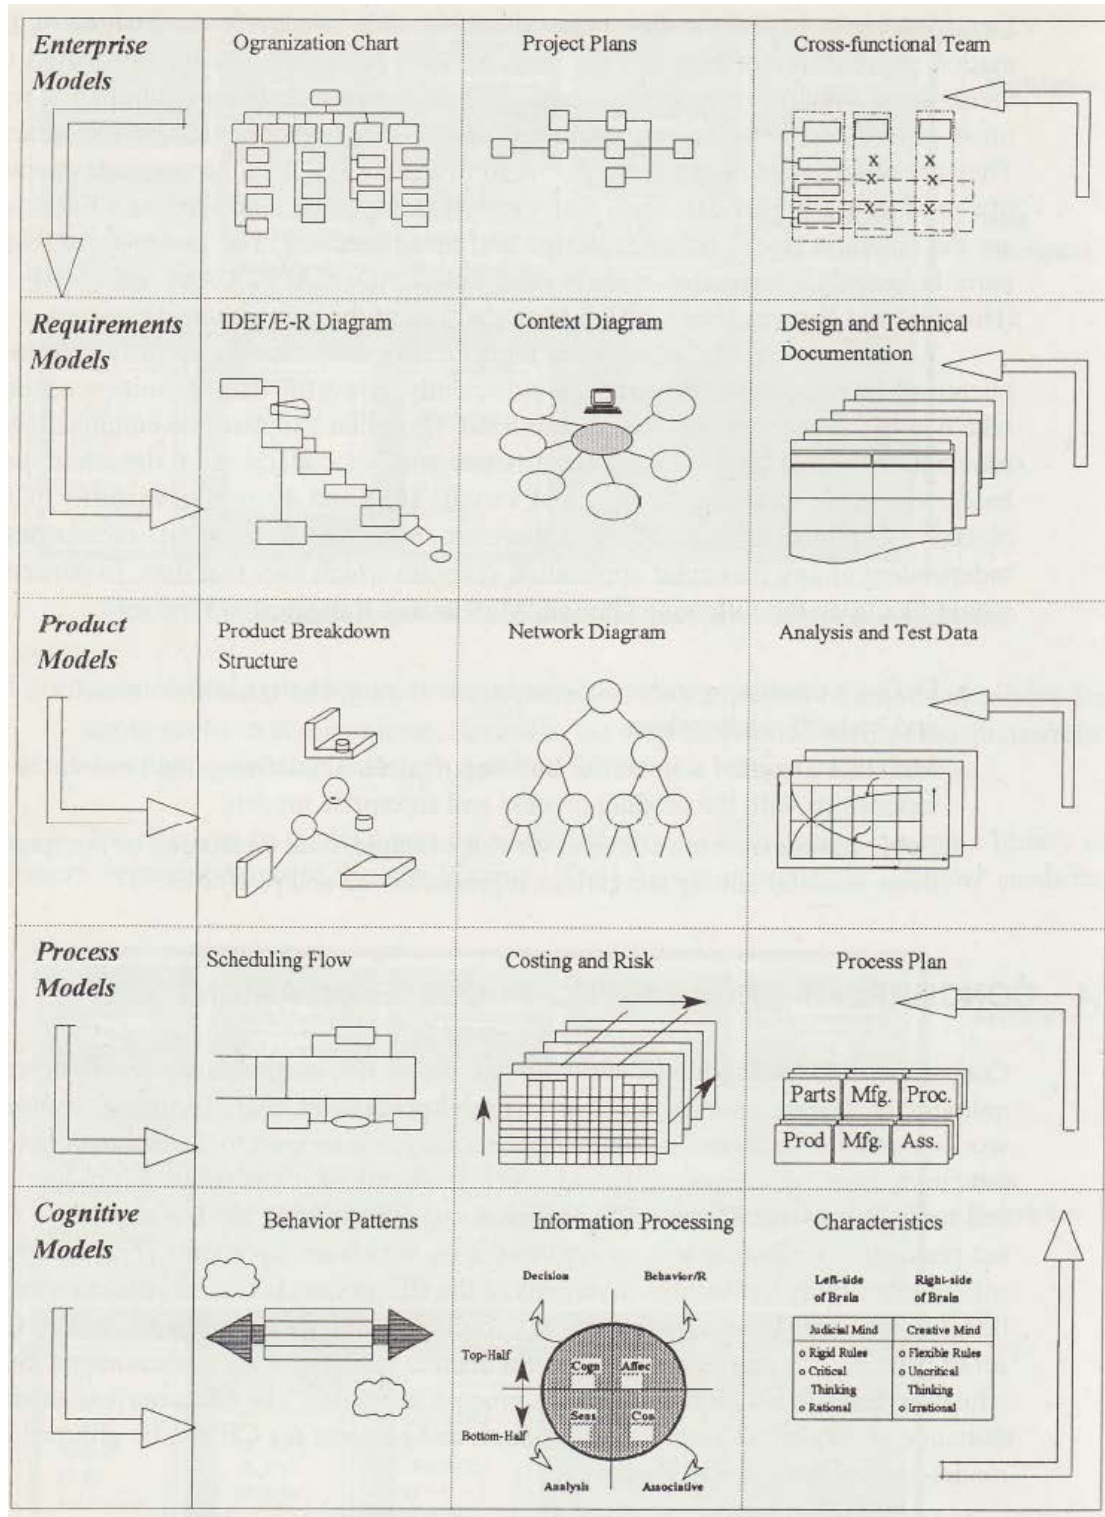 Enterprise
Models
Ogranization Chart
Project Plans
Cross-functional Team
X X
X X
X X
Requirements
Models
IDEF/E-R Diagram
Context Diagram
Design and Technical
Documentation
Product
Models
Product Breakdown
Structure
Network Diagram
Analysis and Test Data
Process
Models
Scheduling Flow
Costing and Risk
Process Plan
Parts Mfg. Proc.
Prod Mfg. Ass.
Cognitive
Models
Behavior Patterns
Information Processing
Decision
Behavior/R
Top-Half
Bottom-Half
Cogn
Affec
Sens
Con
Analysis
Associative
Characteristics
Left-side
of Brain
Right-side
of Brain
Judicial Mind
o Rigid Rules
o Critical
Thinking
o Rational
Creative Mind
o Flexible Rules
o Uncritical
Thinking
o Irrational